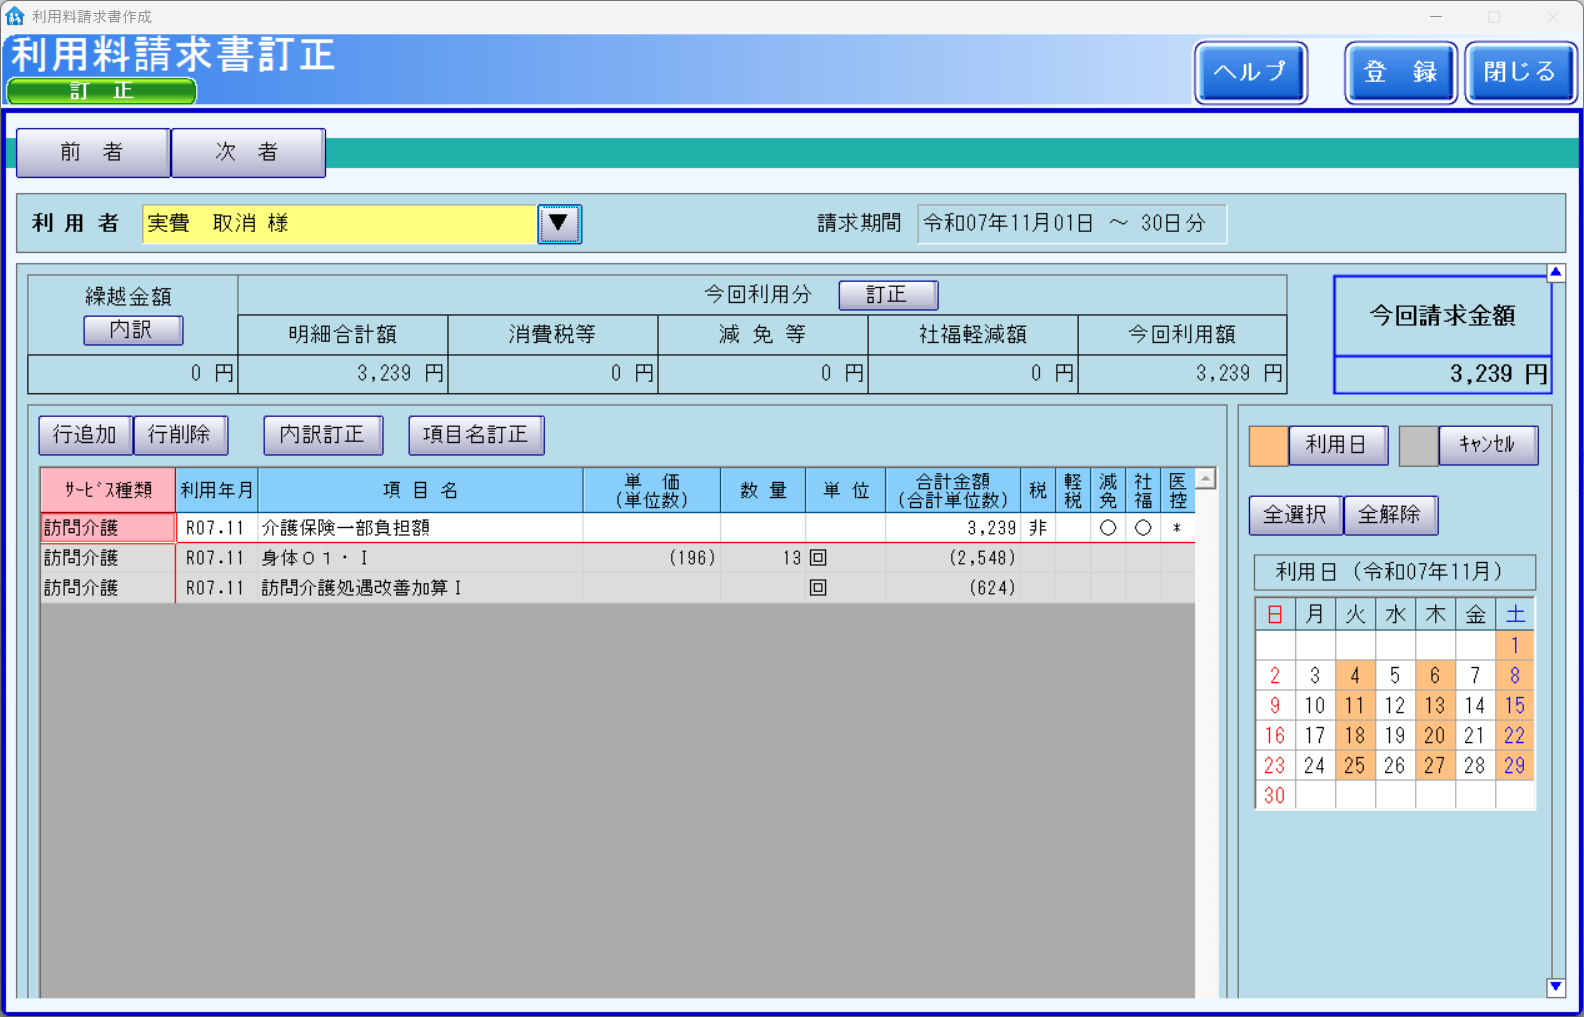 利用料請求書作成
利用料請求書訂正
訂　正
ヘルプ
登　録
閉じる
前　者
次　者
利 用 者
実費　取消 様
▼
請求期間
令和07年11月01日 ～ 30日分
繰越金額
内訳
今回利用分
訂正
明細合計額
消費税等
減 免 等
社福軽減額
今回利用額
0 円
3,239 円
0 円
0 円
0 円
3,239 円
今回請求金額
3,239 円
行追加
行削除
内訳訂正
項目名訂正
ｻｰﾋﾞｽ種類
利用年月
項 目 名
単　価
(単位数)
数 量
単 位
合計金額
(合計単位数)
税
軽税
減免
社福
医控
訪問介護 R07.11 介護保険一部負担額 3,239 非 ○ ○ *
訪問介護 R07.11 身体０１・Ⅰ (196) 13 回 (2,548)
訪問介護 R07.11 訪問介護処遇改善加算Ⅰ 回 (624)
利用日
ｷｬﾝｾﾙ
全選択
全解除
利用日（令和07年11月）
日 月 火 水 木 金 土
1
2 3 4 5 6 7 8
9 10 11 12 13 14 15
16 17 18 19 20 21 22
23 24 25 26 27 28 29
30